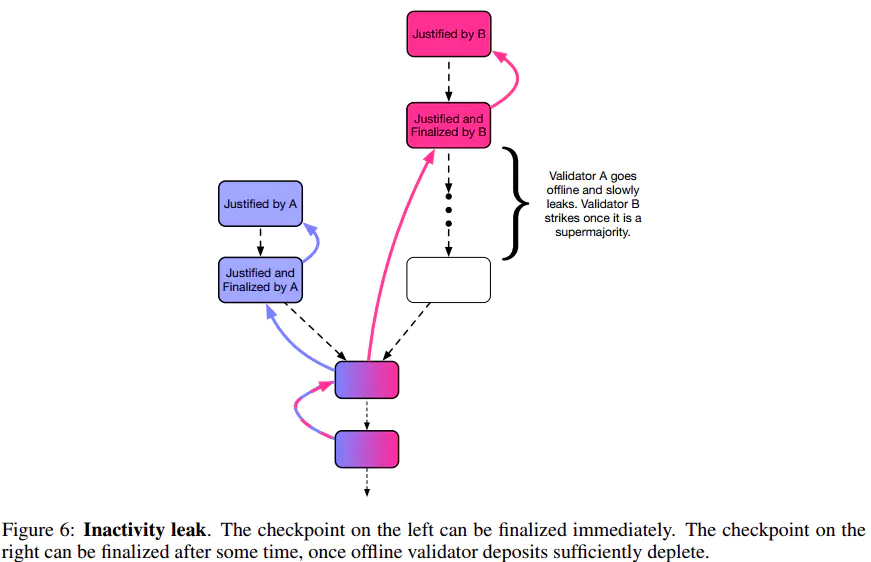 Justified by B
Justified and
Finalized by B
Validator A goes
offline and slowly
leaks. Validator B
strikes once it is a
supermajority.
Justified by A
Justified and
Finalized by A
Figure 6: Inactivity leak. The checkpoint on the left can be finalized immediately. The checkpoint on the
right can be finalized after some time, once offline validator deposits sufficiently deplete.